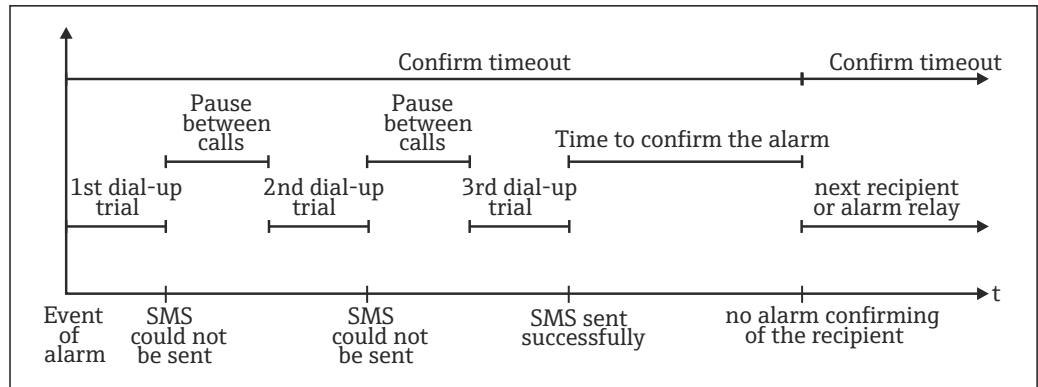 Confirm timeout
Confirm timeout
Pause
between
calls
Pause
between
calls
Time to confirm the alarm
1st dial-up
trial
2nd dial-up
trial
3rd dial-up
trial
next recipient
or alarm relay
t
Event
of
alarm
SMS
could not
be sent
SMS
could not
be sent
SMS sent
successfully
no alarm confirming
of the recipient